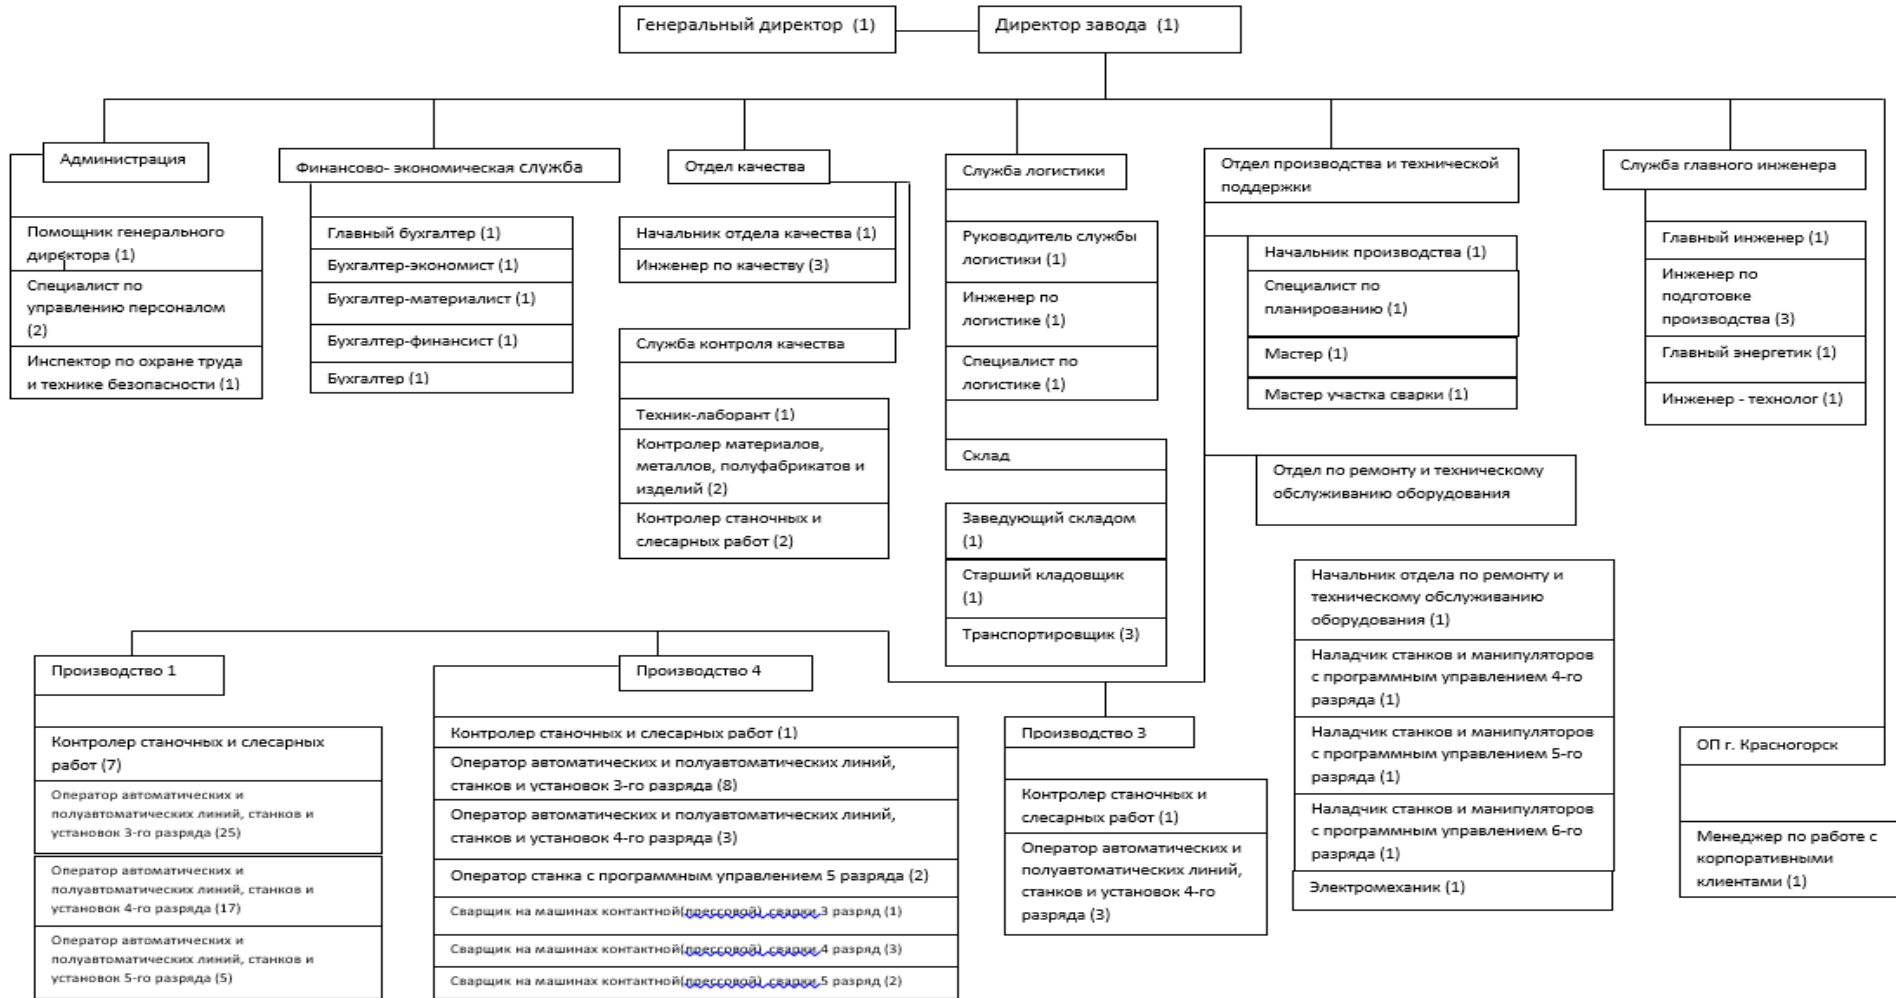 Генеральный директор (1)
Директор завода (1)
Администрация
Помощник генерального
директора (1)
Специалист по
управлению персоналом
(2)
Инспектор по охране труда
и технике безопасности (1)
Финансово- экономическая служба
Главный бухгалтер (1)
Бухгалтер-экономист (1)
Бухгалтер-материалист (1)
Бухгалтер-финансист (1)
Бухгалтер (1)
Отдел качества
Начальник отдела качества (1)
Инженер по качеству (3)
Служба контроля качества
Техник-лаборант (1)
Контролер материалов,
металлов, полуфабрикатов и
изделий (2)
Контролер станочных и
слесарных работ (2)
Служба логистики
Руководитель службы
логистики (1)
Инженер по
логистике (1)
Специалист по
логистике (1)
Склад
Заведующий складом
(1)
Старший кладовщик
(1)
Транспортировщик (3)
Отдел производства и технической
поддержки
Начальник производства (1)
Специалист по
планированию (1)
Мастер (1)
Мастер участка сварки (1)
Отдел по ремонту и техническому
обслуживанию оборудования
Начальник отдела по ремонту и
техническому обслуживанию
оборудования (1)
Наладчик станков и манипуляторов
с программным управлением 4-го
разряда (1)
Наладчик станков и манипуляторов
с программным управлением 5-го
разряда (1)
Наладчик станков и манипуляторов
с программным управлением 6-го
разряда (1)
Электромеханик (1)
Служба главного инженера
Главный инженер (1)
Инженер по
подготовке
производства (3)
Главный энергетик (1)
Инженер - технолог (1)
Производство 1
Контролер станочных и слесарных
работ (7)
Оператор автоматических и
полуавтоматических линий, станков и
установок 3-го разряда (25)
Оператор автоматических и
полуавтоматических линий, станков и
установок 4-го разряда (17)
Оператор автоматических и
полуавтоматических линий, станков и
установок 5-го разряда (5)
Производство 4
Контролер станочных и слесарных работ (1)
Оператор автоматических и полуавтоматических линий,
станков и установок 3-го разряда (8)
Оператор автоматических и полуавтоматических линий,
станков и установок 4-го разряда (3)
Оператор станка с программным управлением 5 разряда (2)
Сварщик на машинах контактной(прессовой) сварки 3 разряд (1)
Сварщик на машинах контактной(прессовой) сварки 4 разряд (3)
Сварщик на машинах контактной(прессовой) сварки 5 разряд (2)
Производство 3
Контролер станочных и
слесарных работ (1)
Оператор автоматических и
полуавтоматических линий,
станков и установок 4-го
разряда (3)
ОП г. Красногорск
Менеджер по работе с
корпоративными
клиентами (1)